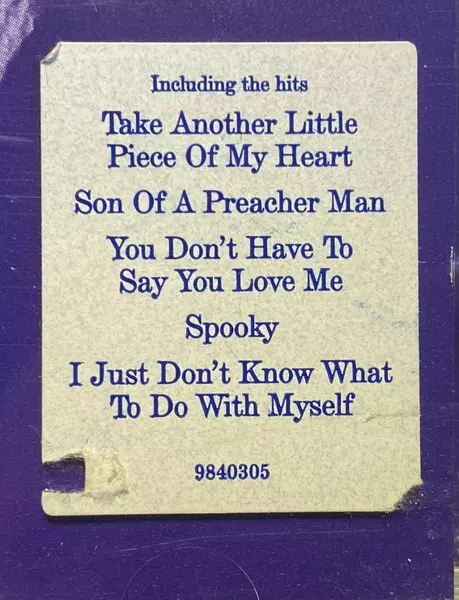 Including the hits
Take Another Little
Piece Of My Heart
Son Of A Preacher Man
You Don't Have To
Say You Love Me
Spooky
I Just Don't Know What
To Do With Myself
9840305